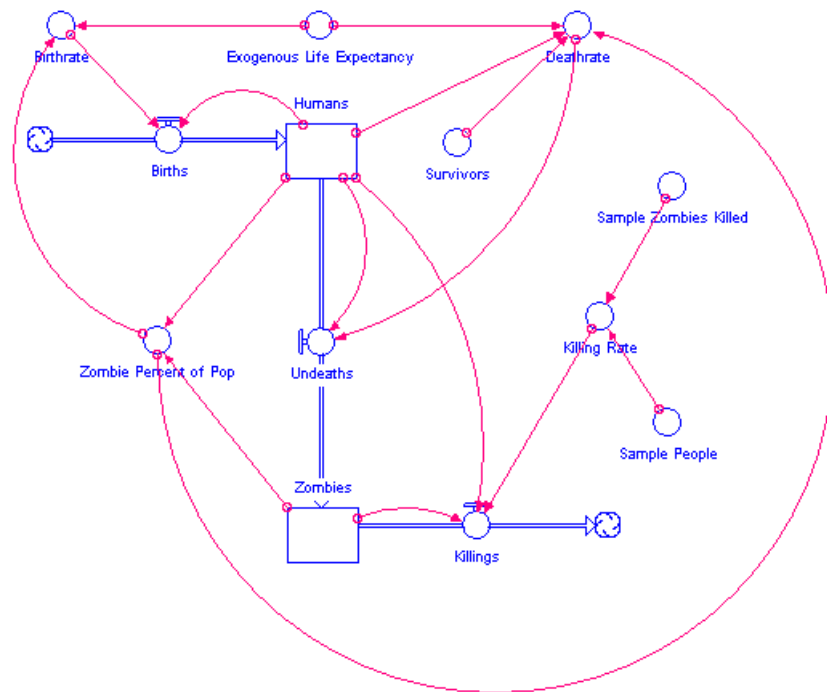 Birthrate
Exogenous Life Expectancy
Deathrate
Humans
Births
Survivors
Sample Zombies Killed
Killing Rate
Zombie Percent of Pop
Undeaths
Sample People
Zombies
Killings